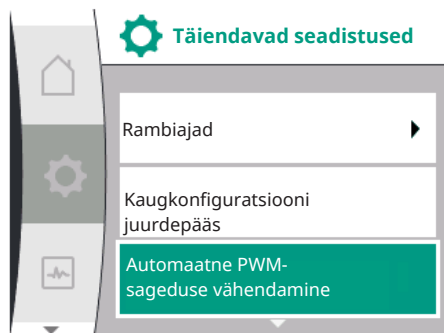 Täiendavad seadistused
Rambiajad
Kaugkonfiguratsiooni
juurdepääs
Automaatne PWM-
sageduse vähendamine